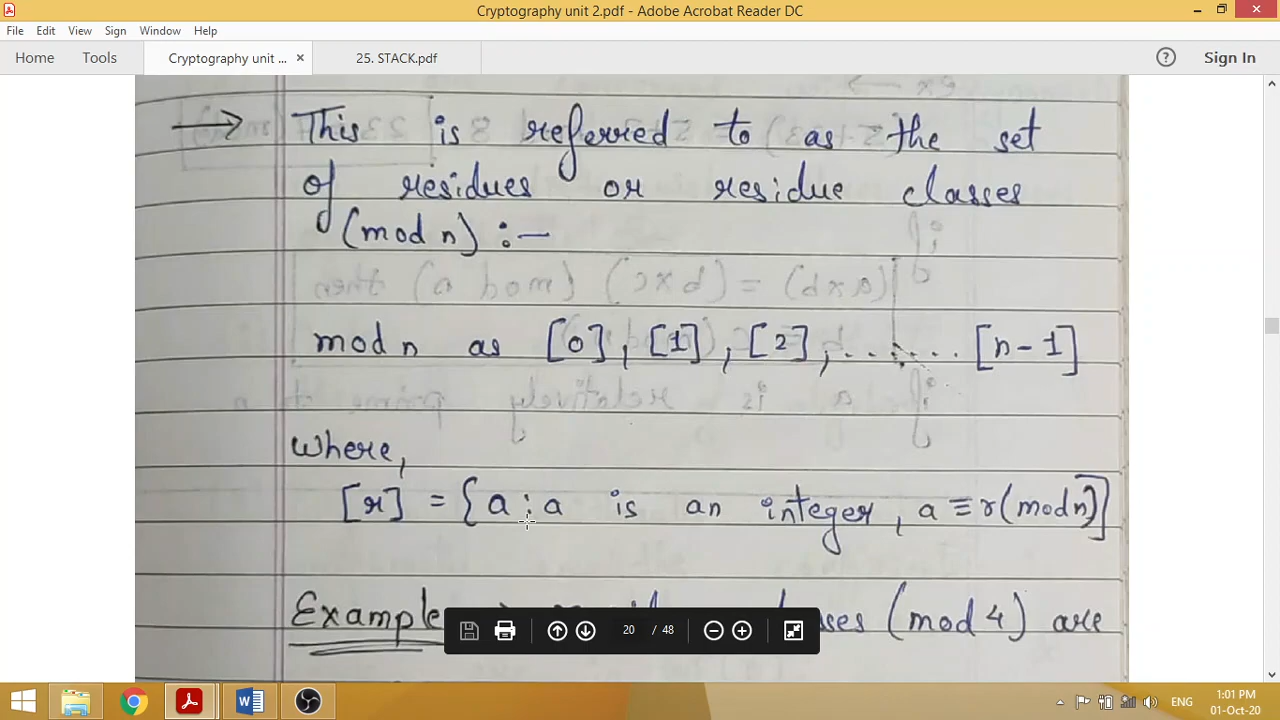 Cryptography unit 2.pdf - Adobe Acrobat Reader DC
File Edit View Sign Window Help
Home Tools Cryptography unit ... × 25. STACK.pdf ? Sign In
→ This is referred to as the set
of residues or residue classes
(mod n) :-
mod n as [0], [1], [2], ....... [n-1]
where,
[r] = {a : a is an integer, a ≡ r(mod n)}
Example classes (mod 4) are
20 / 48
ENG
1:01 PM
01-Oct-20